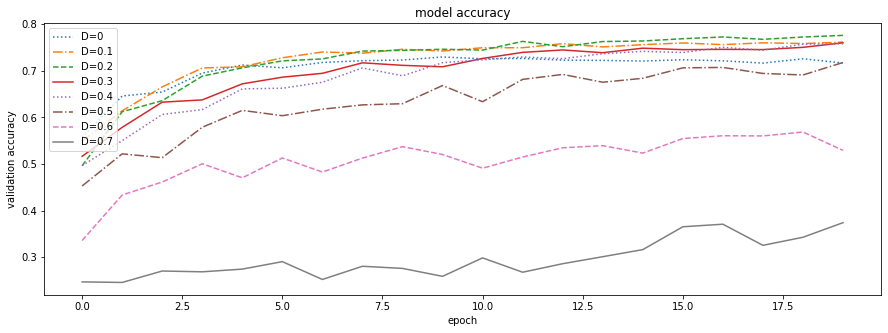 model accuracy
validation accuracy
0.8
0.7
0.6
0.5
0.4
0.3
D=0
D=0.1
D=0.2
D=0.3
D=0.4
D=0.5
D=0.6
D=0.7
0.0 2.5 5.0 7.5 10.0 12.5 15.0 17.5
epoch